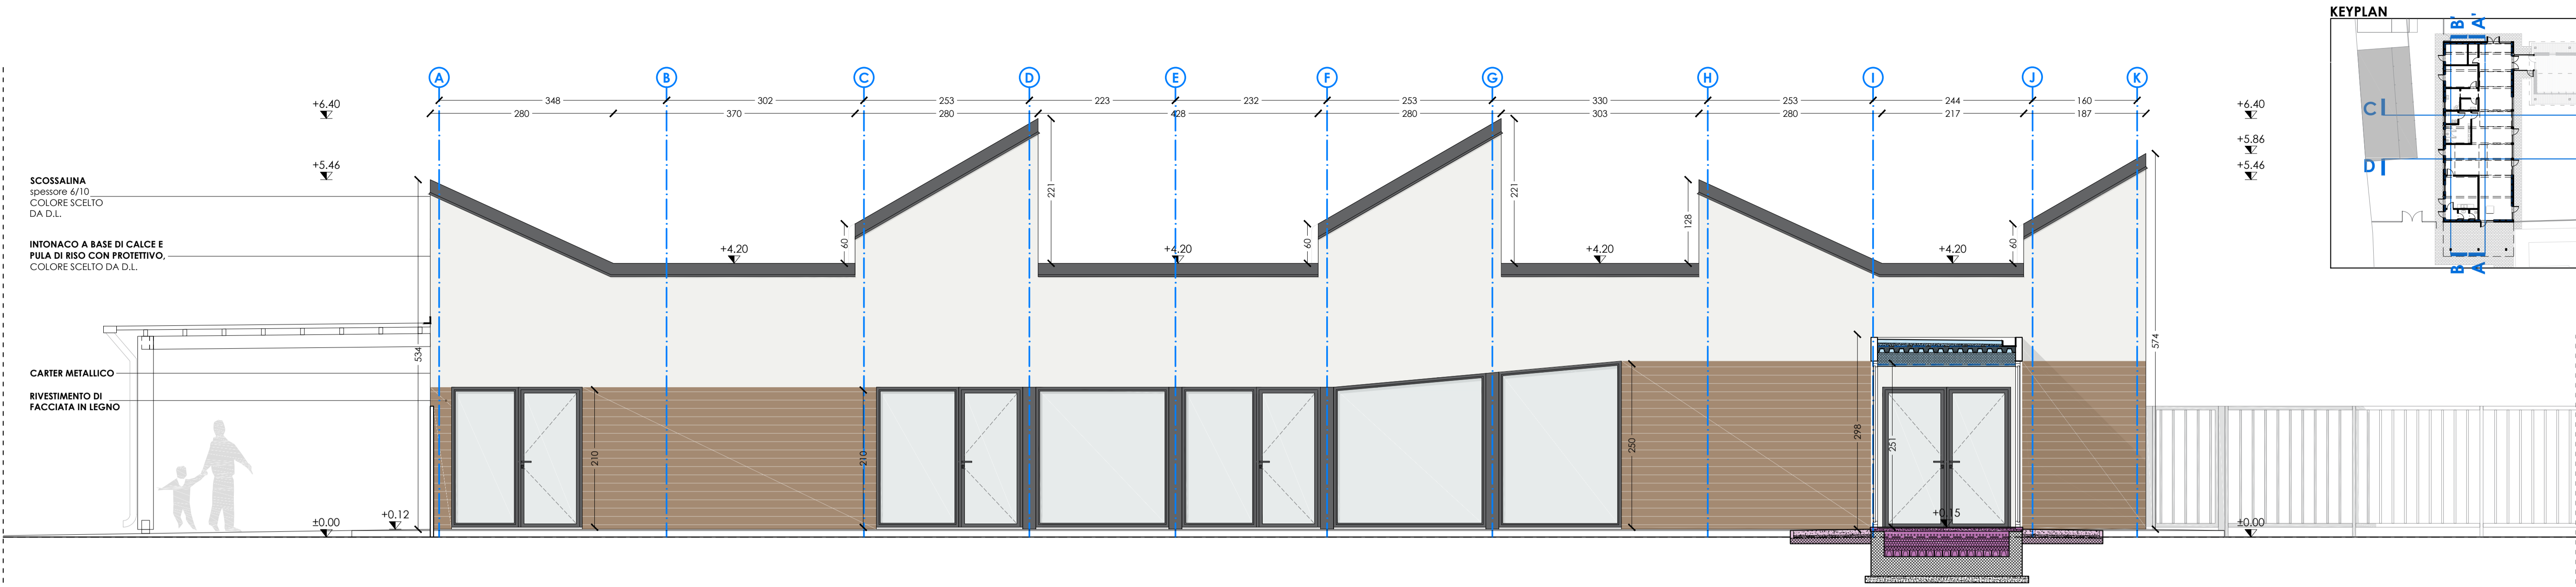 KEYPLAN
B' A'
C
D
B A
A B C D E F G H I J K
348 302 253 223 232 253 330 253 244 160
280 370 280 428 280 303 280 217 187
+6.40
+5.46
+6.40
+5.86
+5.46
SCOSSALINA
spessore 6/10
COLORE SCELTO
DA D.L.
INTONACO A BASE DI CALCE E
PULA DI RISO CON PROTETTIVO,
COLORE SCELTO DA D.L.
CARTER METALLICO
RIVESTIMENTO DI
FACCIATA IN LEGNO
+4.20
+4.20
+4.20
+4.20
60
221
60
221
128
60
534
574
210
210
250
298
251
±0.00
+0.12
+0.15
±0.00